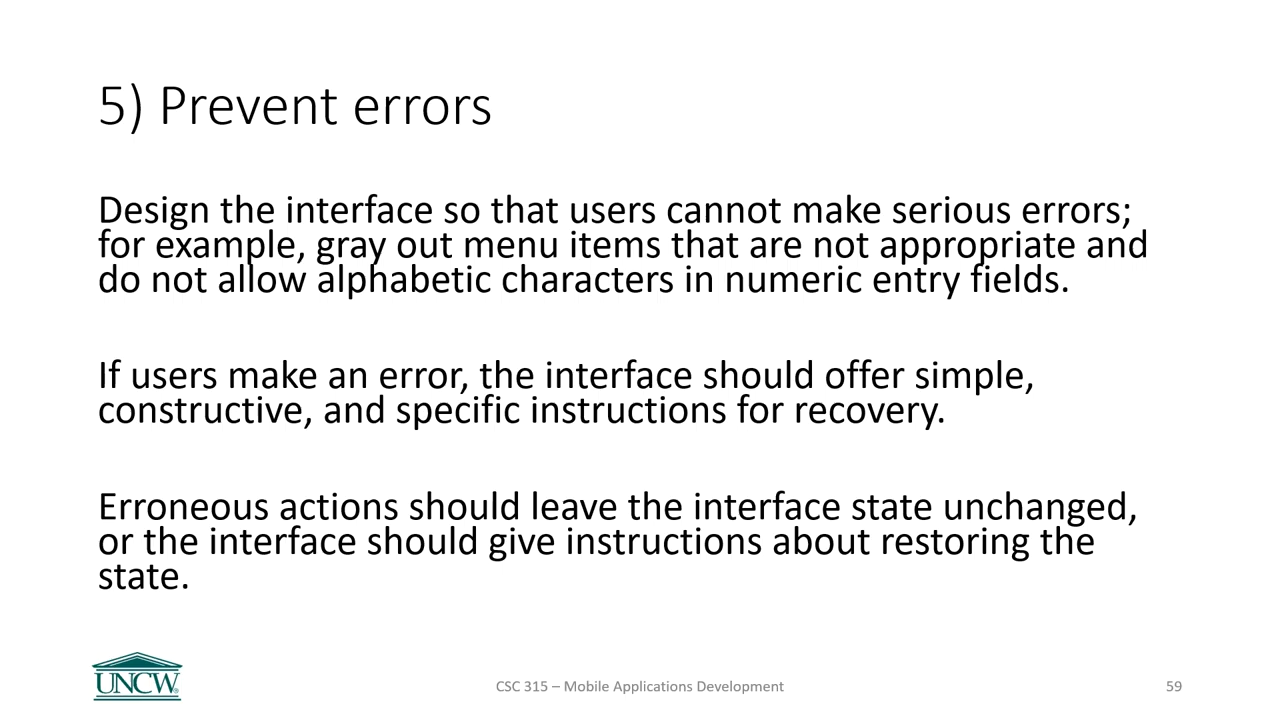 5) Prevent errors
Design the interface so that users cannot make serious errors;
for example, gray out menu items that are not appropriate and
do not allow alphabetic characters in numeric entry fields.
If users make an error, the interface should offer simple,
constructive, and specific instructions for recovery.
Erroneous actions should leave the interface state unchanged,
or the interface should give instructions about restoring the
state.
UNCW
CSC 315 – Mobile Applications Development
59